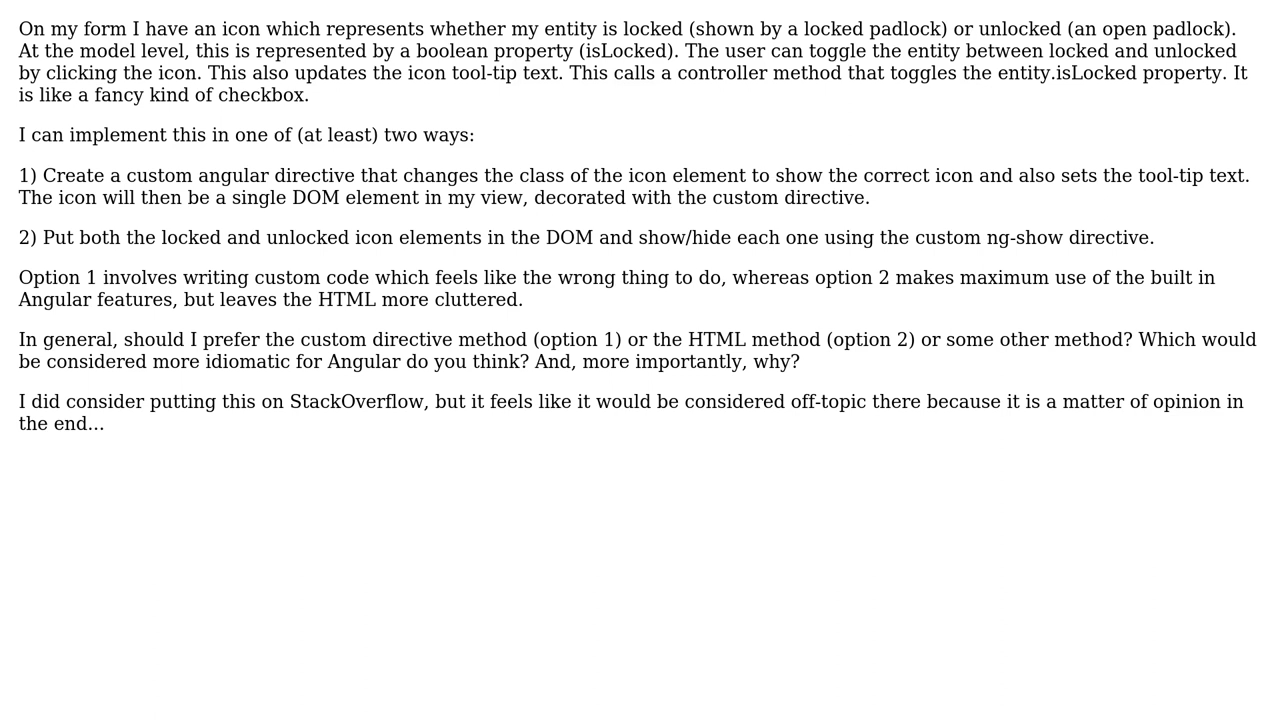 On my form I have an icon which represents whether my entity is locked (shown by a locked padlock) or unlocked (an open padlock).
At the model level, this is represented by a boolean property (isLocked). The user can toggle the entity between locked and unlocked
by clicking the icon. This also updates the icon tool-tip text. This calls a controller method that toggles the entity.isLocked property. It
is like a fancy kind of checkbox.
I can implement this in one of (at least) two ways:
1) Create a custom angular directive that changes the class of the icon element to show the correct icon and also sets the tool-tip text.
The icon will then be a single DOM element in my view, decorated with the custom directive.
2) Put both the locked and unlocked icon elements in the DOM and show/hide each one using the custom ng-show directive.
Option 1 involves writing custom code which feels like the wrong thing to do, whereas option 2 makes maximum use of the built in
Angular features, but leaves the HTML more cluttered.
In general, should I prefer the custom directive method (option 1) or the HTML method (option 2) or some other method? Which would
be considered more idiomatic for Angular do you think? And, more importantly, why?
I did consider putting this on StackOverflow, but it feels like it would be considered off-topic there because it is a matter of opinion in
the end...